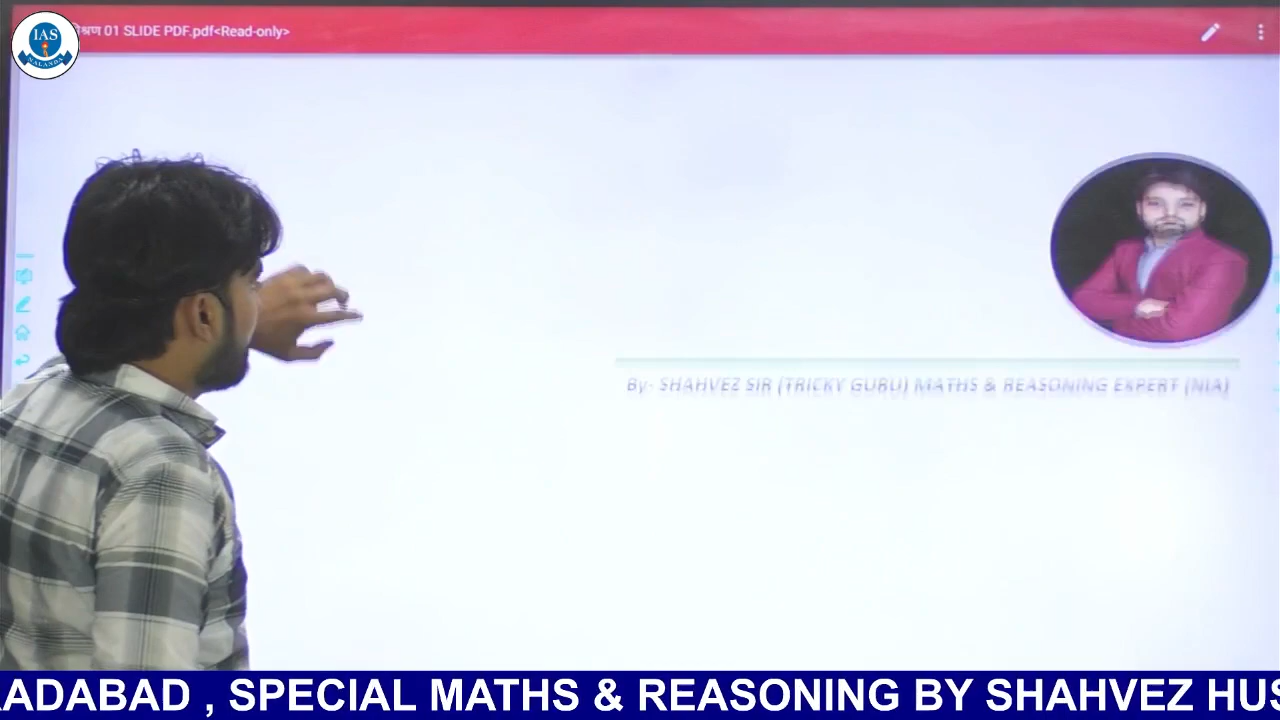 IAS
NALANDA
01 SLIDE PDF.pdf<Read-only>
By- SHAHVEZ SIR (TRICKY GURU) MATHS & REASONING EXPERT (NIA)
ADABAD , SPECIAL MATHS & REASONING BY SHAHVEZ HUS